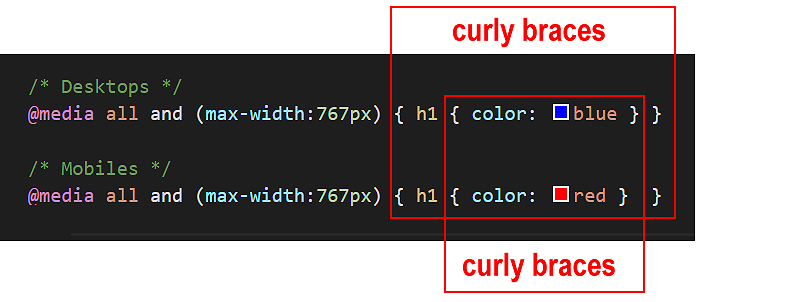 curly braces
/* Desktops */
@media all and (max-width:767px) { h1 { color: blue } }
/* Mobiles */
@media all and (max-width:767px) { h1 { color: red } }
curly braces